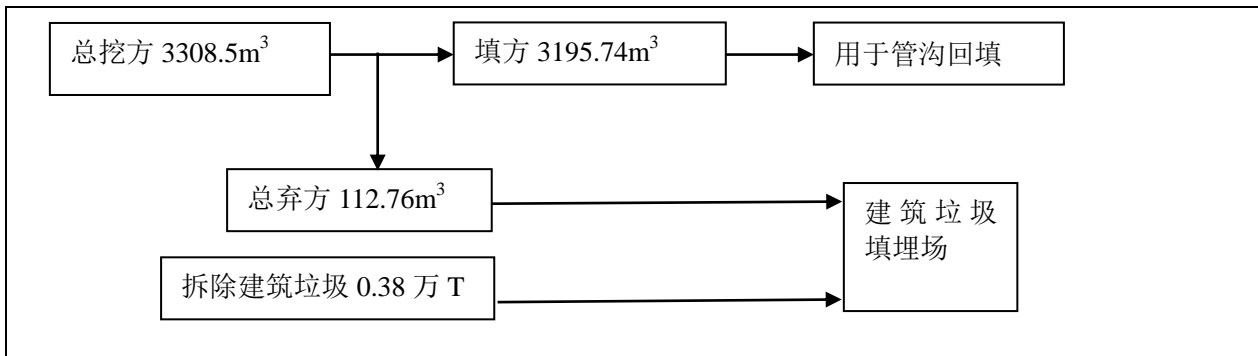 总挖方 3308.5m³
填方 3195.74m³
用于管沟回填
总弃方 112.76m³
建筑垃圾
填埋场
拆除建筑垃圾 0.38 万 T